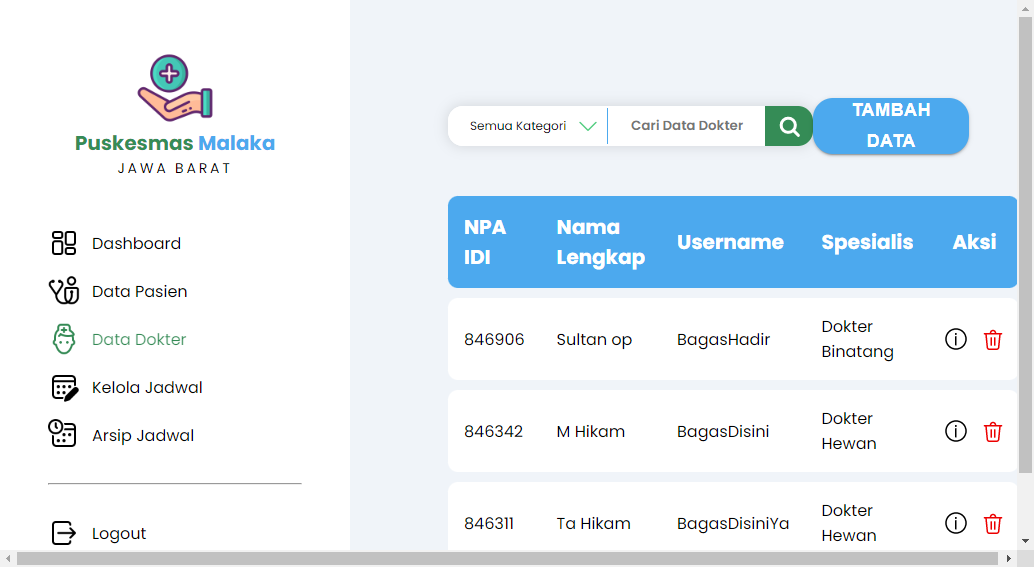 Puskesmas Malaka
JAWA BARAT
Dashboard
Data Pasien
Data Dokter
Kelola Jadwal
Arsip Jadwal
Logout
Semua Kategori
Cari Data Dokter
TAMBAH
DATA
NPA
IDI
Nama
Lengkap
Username
Spesialis
Aksi
846906
Sultan op
BagasHadir
Dokter
Binatang
846342
M Hikam
BagasDisini
Dokter
Hewan
846311
Ta Hikam
BagasDisiniYa
Dokter
Hewan